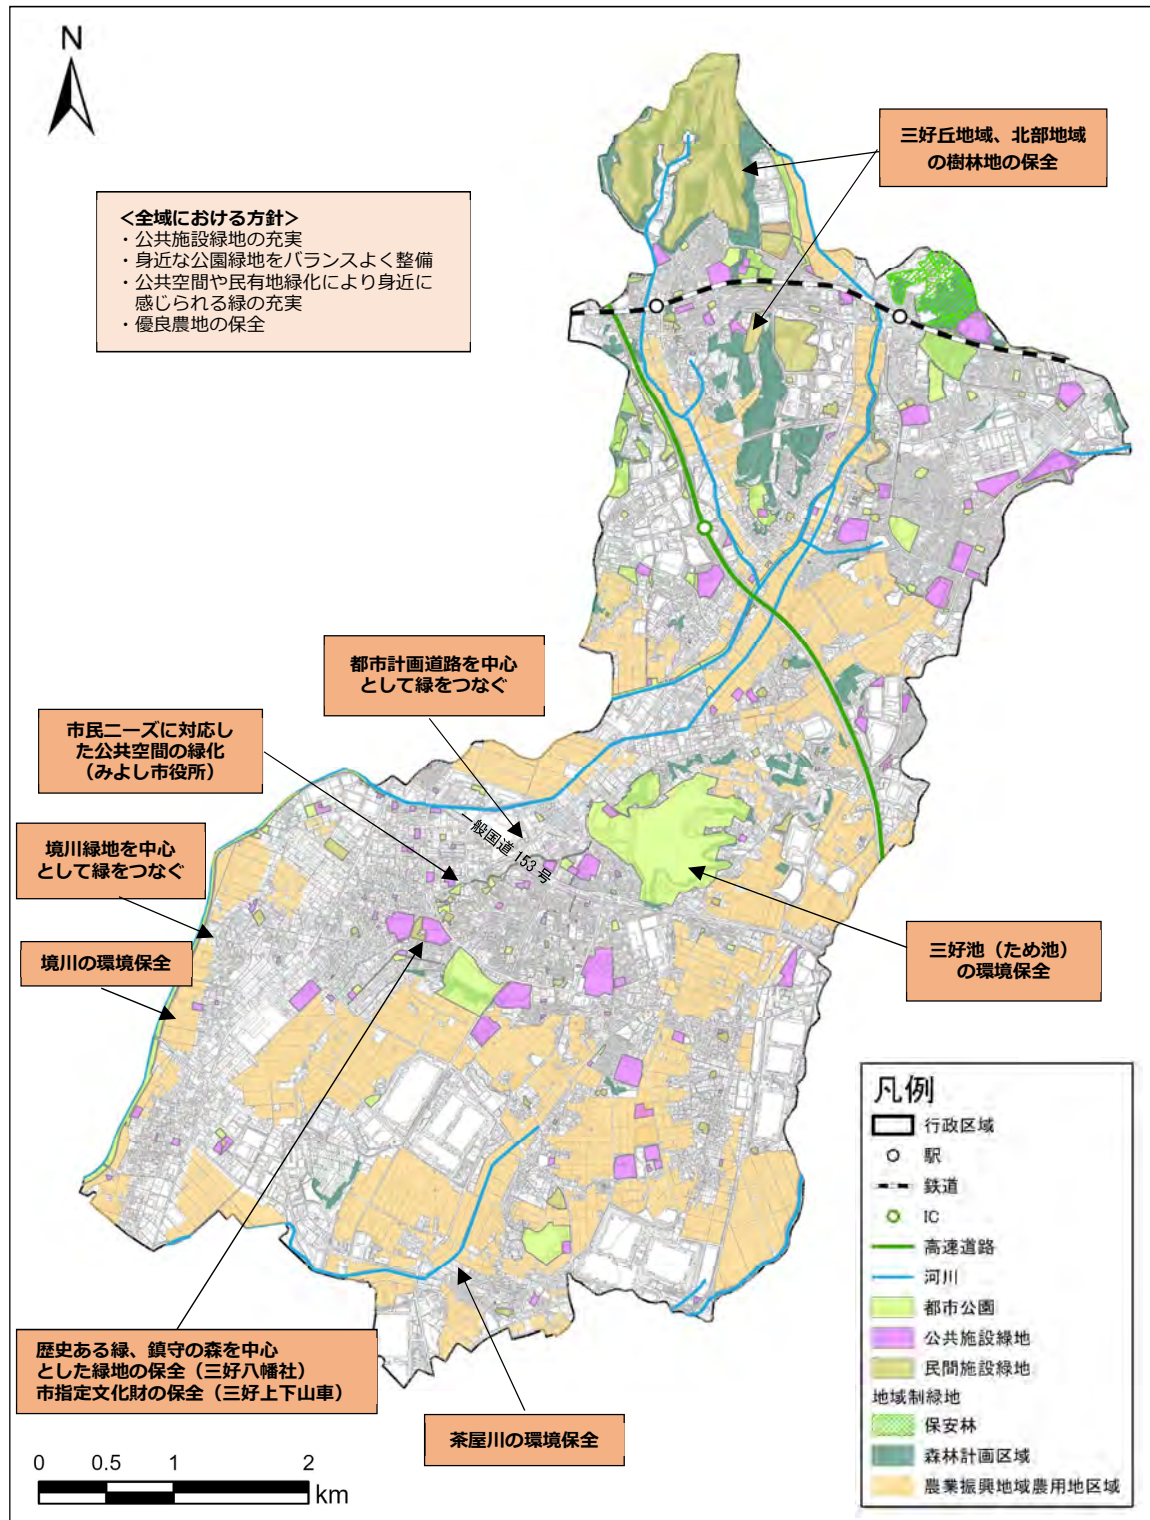 N
三好丘地域、北部地域
の樹林地の保全
＜全域における方針＞
・公共施設緑地の充実
・身近な公園緑地をバランスよく整備
・公共空間や民有地緑化により身近に
感じられる緑の充実
・優良農地の保全
都市計画道路を中心
として緑をつなぐ
市民ニーズに対応し
た公共空間の緑化
（みよし市役所）
一般国道 153 号
境川緑地を中心
として緑をつなぐ
境川の環境保全
三好池（ため池）
の環境保全
歴史ある緑、鎮守の森を中心
とした緑地の保全（三好八幡社）
市指定文化財の保全（三好上下山車）
茶屋川の環境保全
凡例
行政区域
駅
鉄道
IC
高速道路
河川
都市公園
公共施設緑地
民間施設緑地
地域制緑地
保安林
森林計画区域
農業振興地域農用地区域
0 0.5 1 2
km